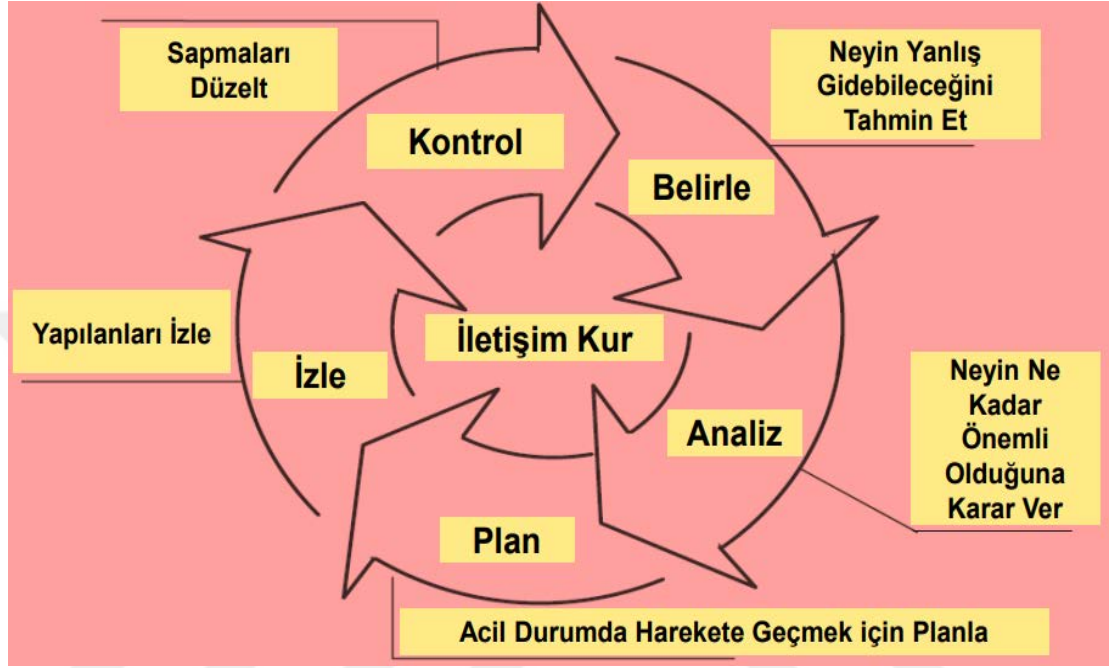 Sapmaları
Düzelt
Neyin Yanlış
Gidebileceğini
Tahmin Et
Kontrol
Belirle
Yapılanları İzle
İletişim Kur
İzle
Neyin Ne
Kadar
Önemli
Olduğuna
Karar Ver
Analiz
Plan
Acil Durumda Harekete Geçmek için Planla